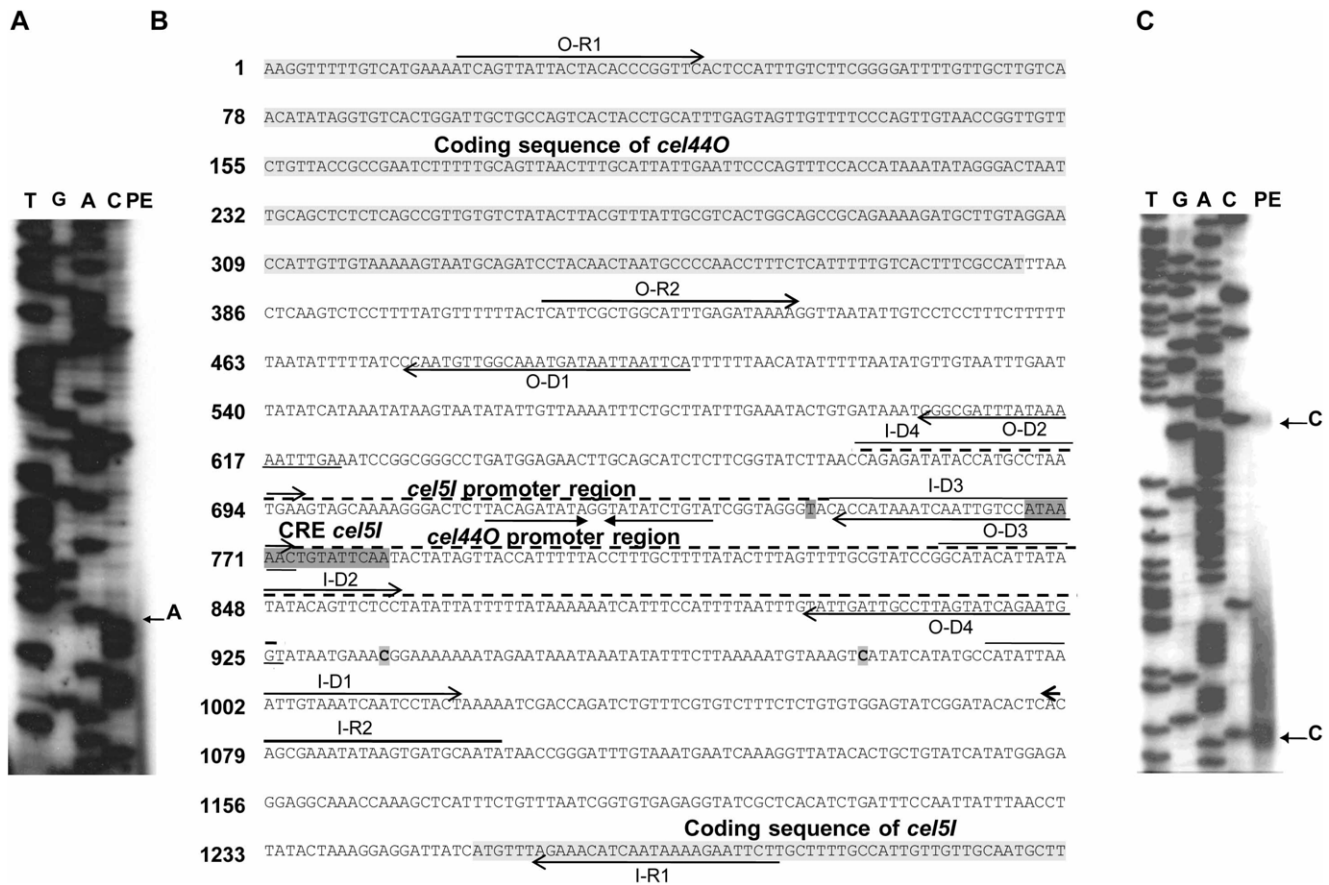 A
B
C
T G A C PE
A
O-R1
1 AAGGTTTTTGTCATGAAAATCAGTTATTACTACACCCGGTTCACTCCATTTGTCTTCGGGGATTTTGTTGCTTGTCA
78 ACATATAGGTGTCACTGGATTGCTGCCAGTCACTACCTGCATTTGAGTAGTTGTTTTCCCAGTTGTAACCGGTTGTT
Coding sequence of cel44O
155 CTGTTACCGCCGAATCTTTTTGCAGTTAACTTTGCATTATTGAATTCCCAGTTTCCACCATAAATATAGGGACTAAT
232 TGCAGCTCTCTCAGCCGTTGTGTCTATACTTACGTTTATTGCGTCACTGGCAGCCGCAGAAAAGATGCTTGTAGGAA
309 CCATTGTTGTAAAAAGTAATGCAGATCCTACAACTAATGCCCCAACCTTTCTCATTTTTGTCACTTTCGCCATTTAA
O-R2
386 CTCAAGTCTCCTTTTATGTTTTTTACTCATTCGCTGGCATTTGAGATAAAAGGTTAATATTGTCCTCCTTTCTTTTT
463 TAATATTTTTATCCCAATGTTGGCAAATGATAATTAATTCATTTTTTAACATATTTTTAATATGTTGTAATTTGAAT
O-D1
540 TATATCATAAATATAAGTAATATATTGTTAAAATTTCTGCTTATTTGAAATACTGTGATAAATCGGCGATTTATAAA
I-D4 O-D2
617 AATTTGAAATCCGGCGGGCCTGATGGAGAACTTGCAGCATCTCTTCGGTATCTTAACCAGAGATATACCATGCCTAA
cel5I promoter region I-D3
694 TGAAGTAGCAAAAGGGACTCTTACAGATATAGGTATATCTGTATCGGTAGGGTACACCATAAATCAATTGTCCATAA
CRE cel5I cel44O promoter region O-D3
771 AACTGTATTCAATACTATAGTTACCATTTTTACCTTTGCTTTTATACTTTAGTTTTGCGTATCCGGCATACATTATA
I-D2
848 TATACAGTTCTCCTATATTATTTTTATAAAAAATCATTTCCATTTTAATTTGTATTGATTGCCTTAGTATCAGAATG
O-D4
925 GTATAATGAAACGGAAAAAAATAGAATAAATAAATATATTTCTTAAAAATGTAAAGTCATATCATATGCCATATTAA
I-D1
1002 ATTGTAAATCAATCCTACTAAAAATCGACCAGATCTGTTTCGTGTCTTTCTCTGTGTGGAGTATCGGATACACTCAC
I-R2
1079 AGCGAAATATAAGTGATGCAATATAACCGGGATTTGTAAATGAATCAAAGGTTATACACTGCTGTATCATATGGAGA
1156 GGAGGCAAACCAAAGCTCATTTCTGTTTAATCGGTGTGAGAGGTATCGCTCACATCTGATTTCCAATTATTTAACCT
Coding sequence of cel5I
1233 TATACTAAAGGAGGATTATCATGTTTAGAAACATCAATAAAAGAATTCTTGCTTTTGCCATTGTTGTTGCAATGCTT
I-R1
T G A C PE
C
C